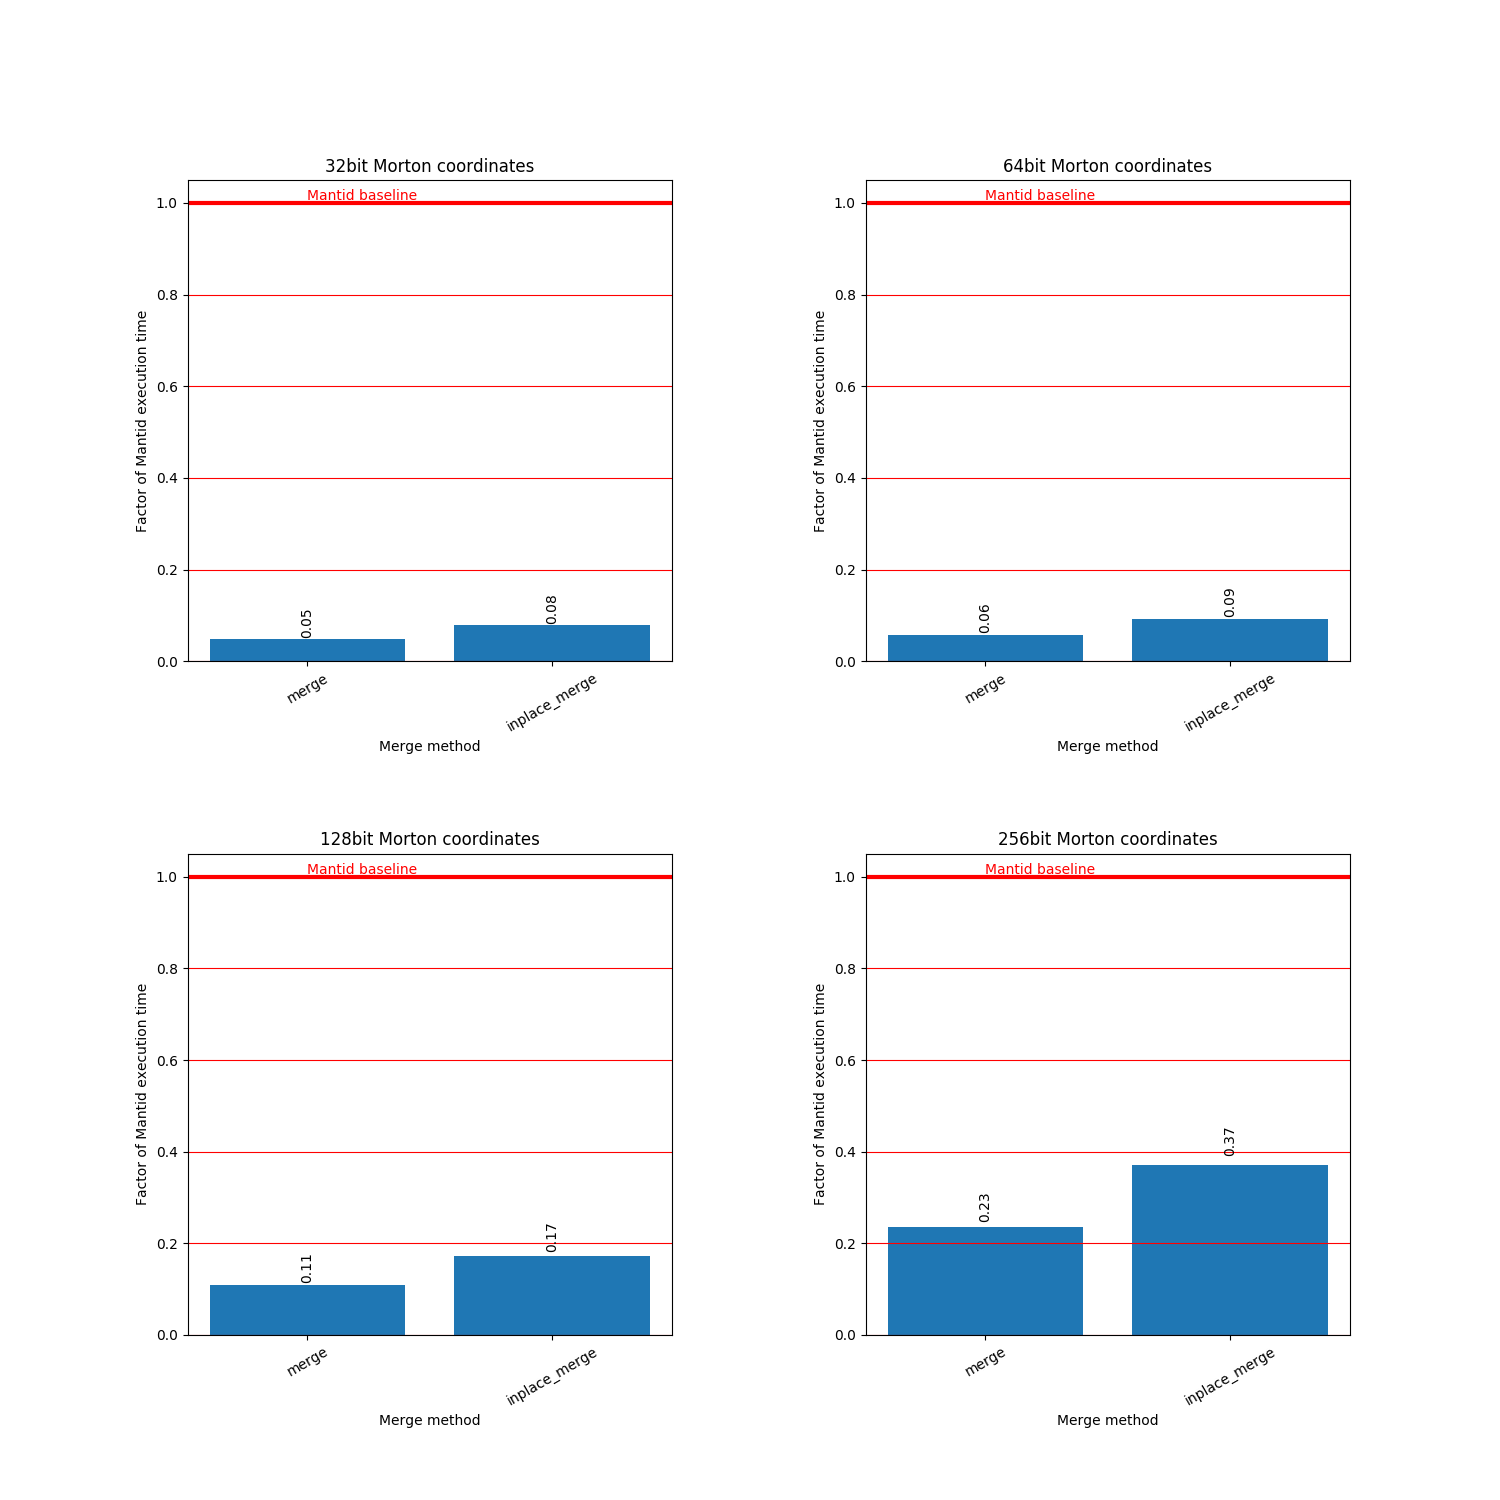 32bit Morton coordinates
Mantid baseline
1.0
0.8
0.6
0.4
0.2
0.0
Factor of Mantid execution time
0.05
0.08
merge
inplace_merge
Merge method
64bit Morton coordinates
Mantid baseline
1.0
0.8
0.6
0.4
0.2
0.0
Factor of Mantid execution time
0.06
0.09
merge
inplace_merge
Merge method
128bit Morton coordinates
Mantid baseline
1.0
0.8
0.6
0.4
0.2
0.0
Factor of Mantid execution time
0.11
0.17
merge
inplace_merge
Merge method
256bit Morton coordinates
Mantid baseline
1.0
0.8
0.6
0.4
0.2
0.0
Factor of Mantid execution time
0.23
0.37
merge
inplace_merge
Merge method